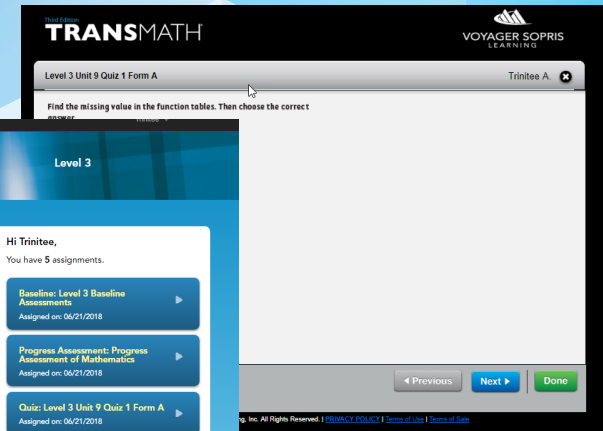 Third Edition
TRANSMATH
VOYAGER SOPRIS
LEARNING
Level 3 Unit 9 Quiz 1 Form A
Trinitee A.
Find the missing value in the function tables. Then choose the correct
answer
Trinitee
Level 3
Hi Trinitee,
You have 5 assignments.
Baseline: Level 3 Baseline
Assessments
Assigned on: 06/21/2018
Progress Assessment: Progress
Assessment of Mathematics
Assigned on: 06/21/2018
Quiz: Level 3 Unit 9 Quiz 1 Form A
Assigned on: 06/21/2018
Previous
Next
Done
Inc. All Rights Reserved. | PRIVACY POLICY | Terms of Use | Terms of Sale